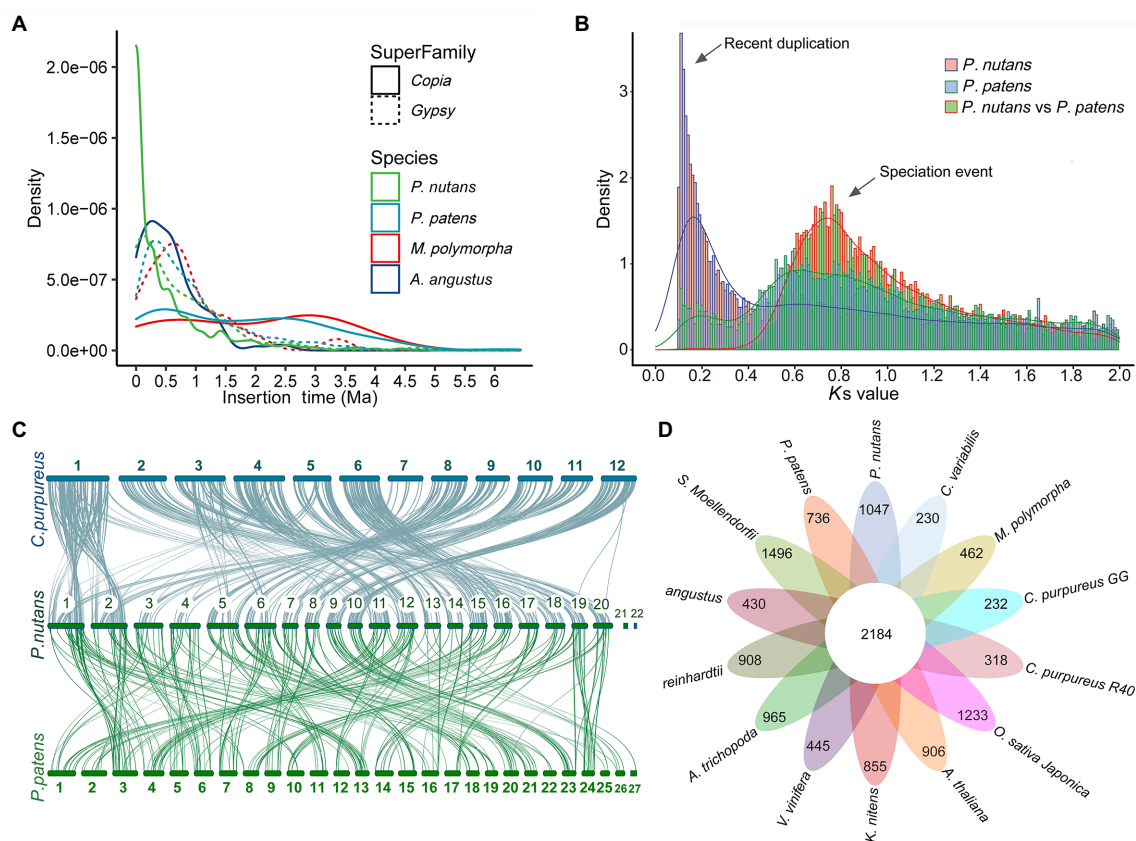 A
SuperFamily
Copia
Gypsy
Species
P. nutans
P. patens
M. polymorpha
A. angustus
Density
2.0e−06
1.5e−06
1.0e−06
5.0e−07
0.0e+00
0 0.5 1 1.5 2 2.5 3 3.5 4 4.5 5 5.5 6
Insertion time (Ma)
B
Recent duplication
Speciation event
P. nutans
P. patens
P. nutans vs P. patens
Density
3
2
1
0
0.0 0.2 0.4 0.6 0.8 1.0 1.2 1.4 1.6 1.8 2.0
Ks value
C
C.purpureus
1 2 3 4 5 6 7 8 9 10 11 12
P.nutans
1 2 3 4 5 6 7 8 9 10 11 12 13 14 15 16 17 18 19 20 21 22
P.patens
1 2 3 4 5 6 7 8 9 10 11 12 13 14 15 16 17 18 19 20 21 22 23 24 25 26 27
D
P. nutans
1047
C. variabilis
230
M. polymorpha
462
C. purpureus GG
232
C. purpureus R40
318
O. sativa Japonica
1233
A. thaliana
906
K. nitens
855
V. vinifera
445
A. trichopoda
965
reinhardtii
908
angustus
430
S. Moellendorfii
1496
P. patens
736
2184